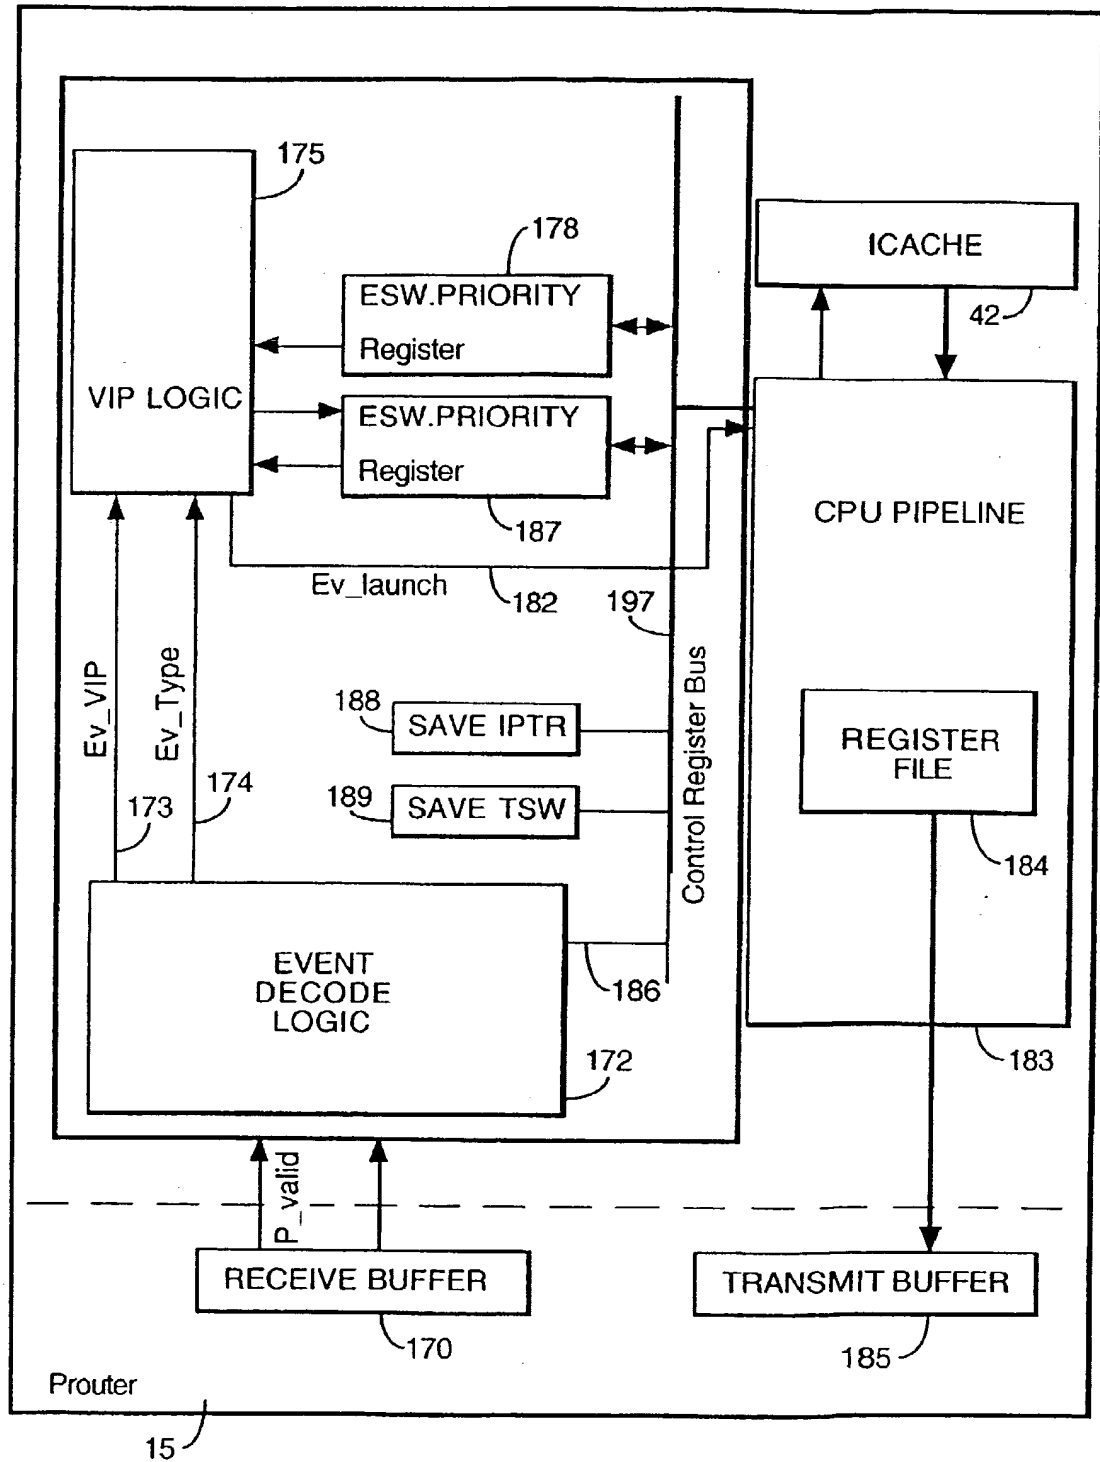 175
178
ESW.PRIORITY
Register
ICACHE
42
VIP LOGIC
ESW.PRIORITY
Register
187
CPU PIPELINE
Ev_launch
182
197
Ev_VIP
Ev_Type
188
SAVE IPTR
189
SAVE TSW
Control Register Bus
REGISTER
FILE
184
173
174
EVENT
DECODE
LOGIC
186
172
183
P_valid
RECEIVE BUFFER
170
TRANSMIT BUFFER
185
Prouter
15